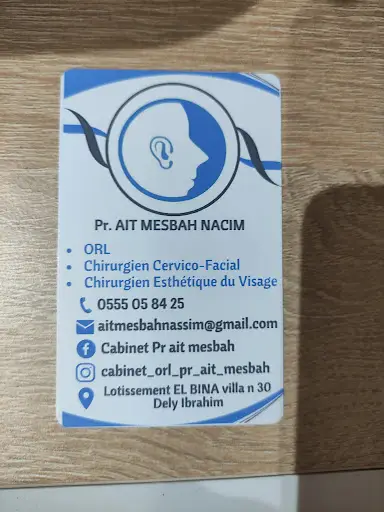 Pr. AIT MESBAH NACIM
• ORL
• Chirurgien Cervico-Facial
• Chirurgien Esthétique du Visage
0555 05 84 25
aitmesbahnassim@gmail.com
Cabinet Pr ait mesbah
cabinet_orl_pr_ait_mesbah
Lotissement EL BINA villa n 30
Dely Ibrahim